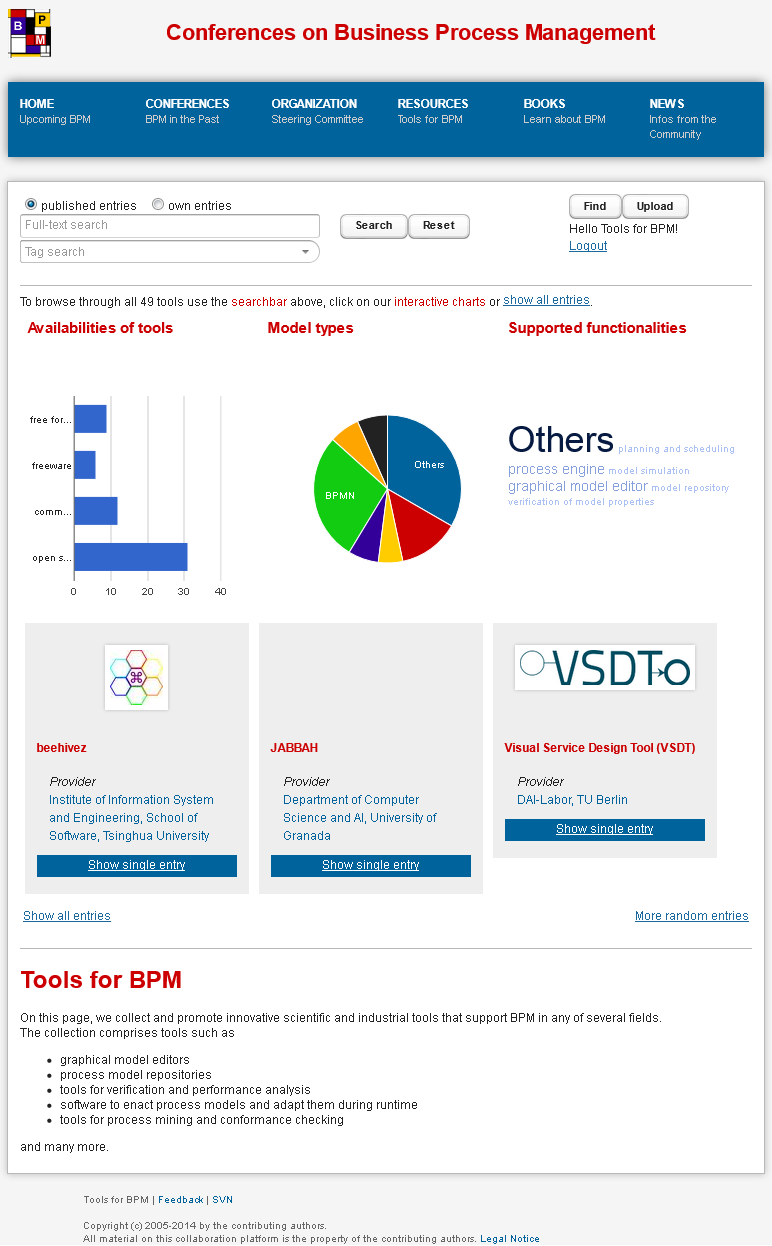 B P
M
Conferences on Business Process Management
HOME CONFERENCES ORGANIZATION RESOURCES BOOKS NEWS
Upcoming BPM BPM in the Past Steering Committee Tools for BPM Learn about BPM Infos from the
Community
published entries own entries
Full-text search
Tag search
Search Reset
Find Upload
Hello Tools for BPM!
Logout
To browse through all 49 tools use the searchbar above, click on our interactive charts or show all entries.
Availabilities of tools
free for...
freeware
comm...
open s...
0 10 20 30 40
Model types
Others
BPMN
Supported functionalities
Others planning and scheduling
process engine model simulation
graphical model editor model repository
verification of model properties
beehivez
Provider
Institute of Information System
and Engineering, School of
Software, Tsinghua University
Show single entry
JABBAH
Provider
Department of Computer
Science and AI, University of
Granada
Show single entry
VSDT
Visual Service Design Tool (VSDT)
Provider
DAI-Labor, TU Berlin
Show single entry
Show all entries More random entries
Tools for BPM
On this page, we collect and promote innovative scientific and industrial tools that support BPM in any of several fields.
The collection comprises tools such as
• graphical model editors
• process model repositories
• tools for verification and performance analysis
• software to enact process models and adapt them during runtime
• tools for process mining and conformance checking
and many more.
Tools for BPM | Feedback | SVN
Copyright (c) 2005-2014 by the contributing authors.
All material on this collaboration platform is the property of the contributing authors. Legal Notice